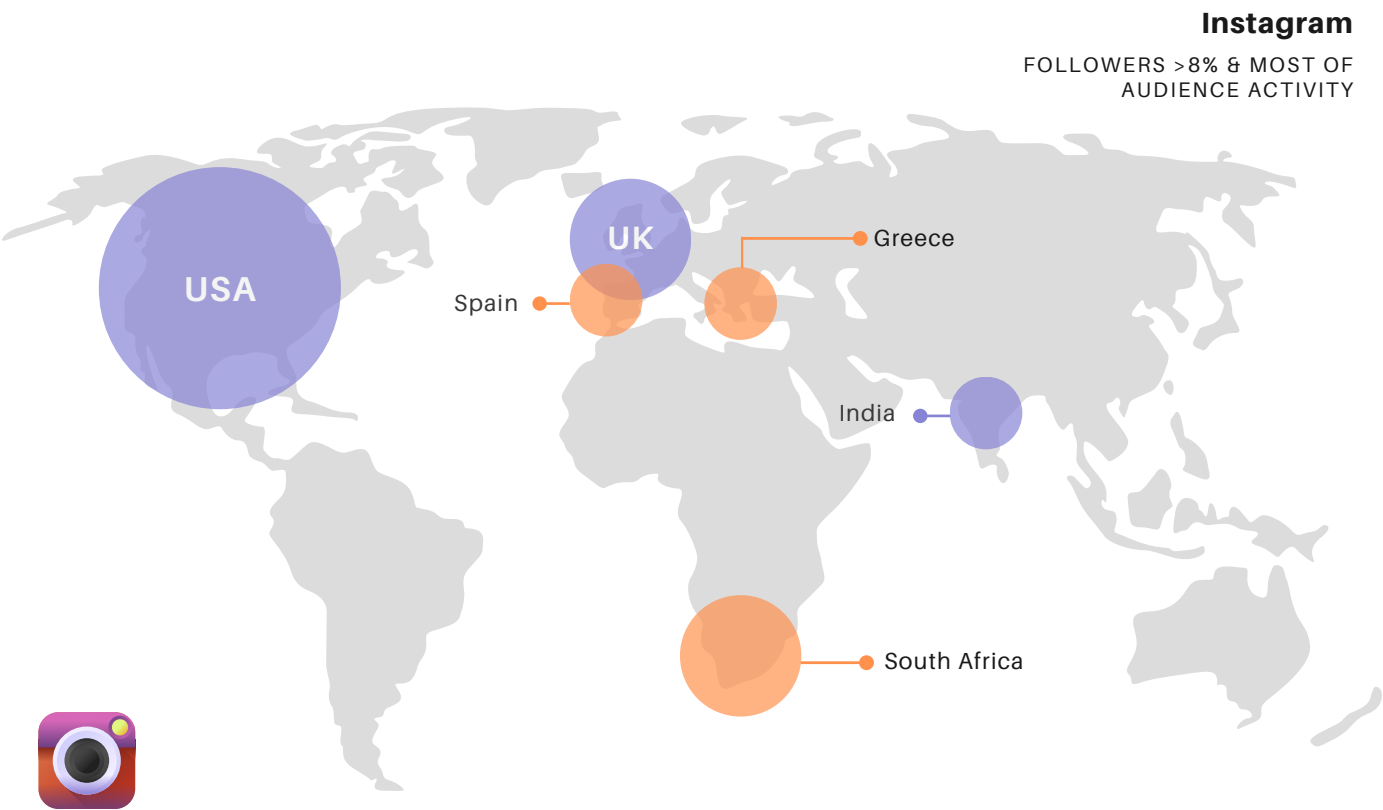 Instagram
FOLLOWERS >8% & MOST OF
AUDIENCE ACTIVITY
UK
Greece
USA
Spain
India
South Africa